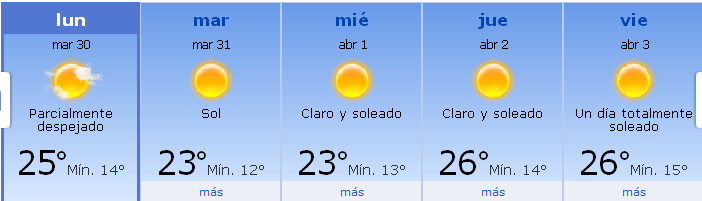 lun
mar 30
Parcialmente
despejado
25° Mín. 14°
mar
mar 31
Sol
23° Mín. 12°
más
mié
abr 1
Claro y soleado
23° Mín. 13°
más
jue
abr 2
Claro y soleado
26° Mín. 14°
más
vie
abr 3
Un día totalmente
soleado
26° Mín. 15°
más